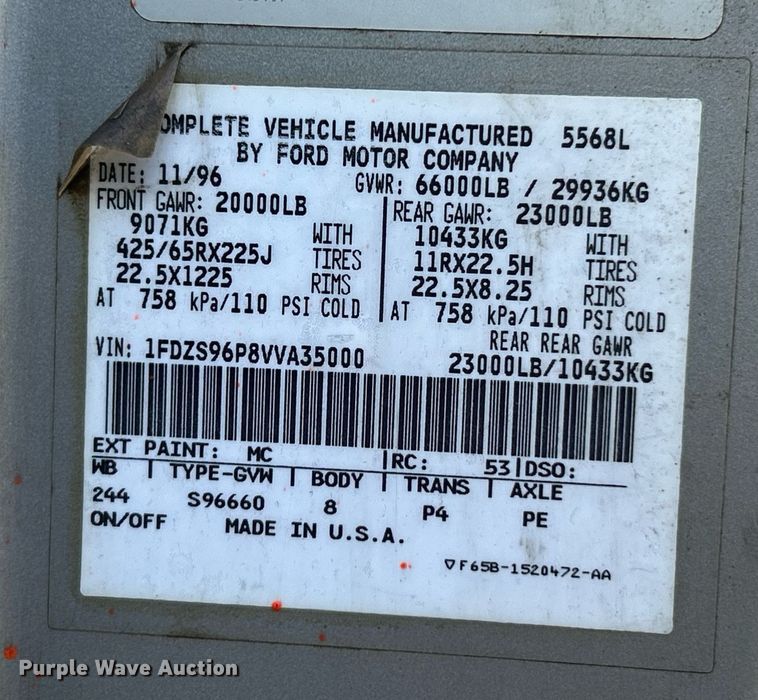 OMPLETE VEHICLE MANUFACTURED 5568L
BY FORD MOTOR COMPANY
DATE: 11/96 GVWR: 66000LB / 29936KG
FRONT GAWR: 20000LB REAR GAWR: 23000LB
9071KG WITH 10433KG WITH
425/65RX225J TIRES 11RX22.5H TIRES
22.5X1225 RIMS 22.5X8.25 RIMS
AT 758 kPa/110 PSI COLD AT 758 kPa/110 PSI COLD
REAR REAR GAWR
VIN: 1FDZS96P8VVA35000 23000LB/10433KG
EXT PAINT: MC RC: 53 DSO:
WB TYPE-GVW BODY TRANS AXLE
244 S96660 8 P4 PE
ON/OFF MADE IN U.S.A.
▽F65B-1520472-AA
Purple Wave Auction